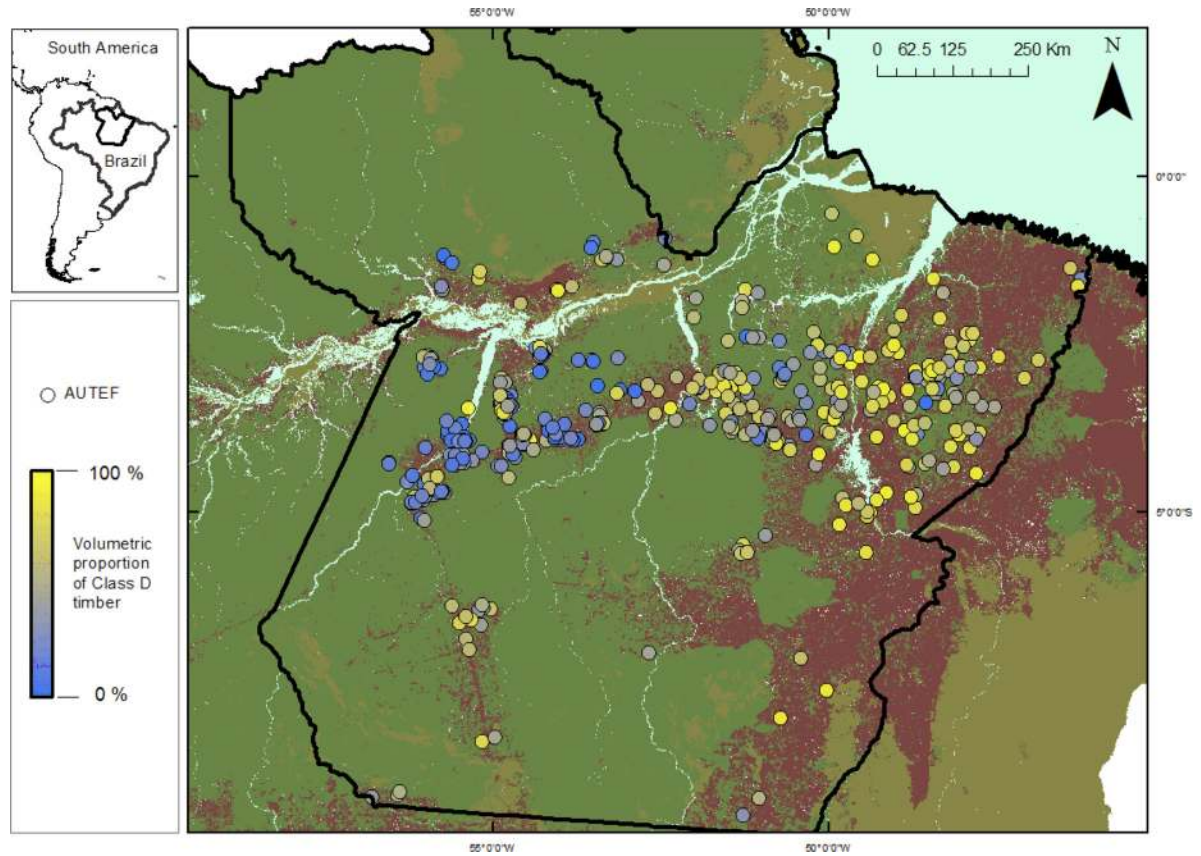 South America
Brazil
AUTEF
100 %
Volumetric
proportion
of Class D
timber
0 %
55°0'0"W
50°0'0"W
0 62.5 125 250 Km
N
0°0'0"
5°0'0"S
55°0'0"W
50°0'0"W